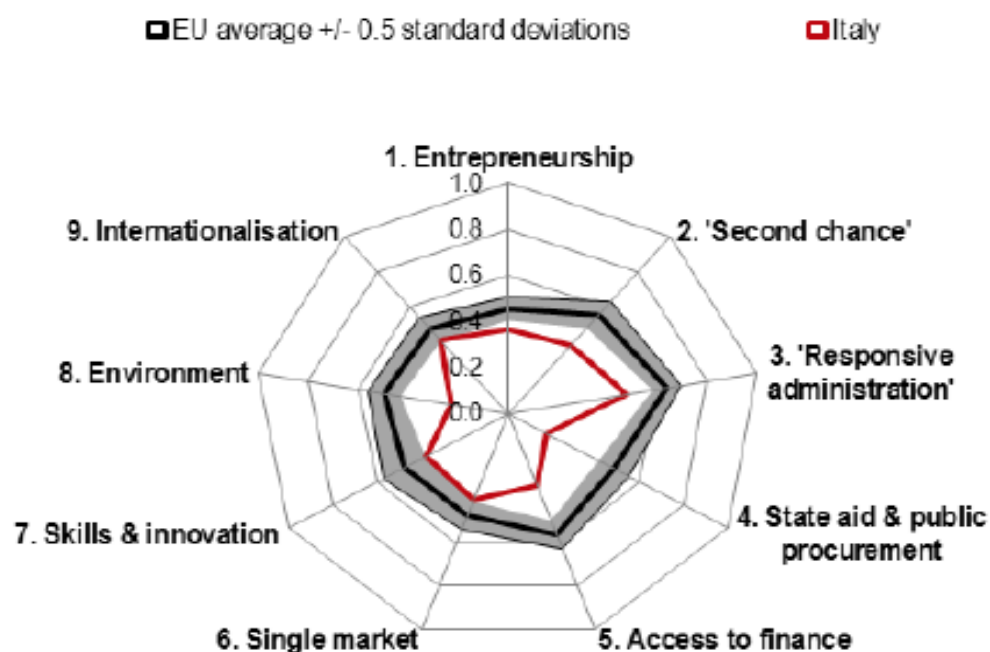 EU average +/- 0.5 standard deviations
Italy
1. Entrepreneurship
1.0
9. Internationalisation
0.8
2. 'Second chance'
0.6
0.4
3. 'Responsive
administration'
8. Environment
0.2
0.0
4. State aid & public
procurement
7. Skills & innovation
6. Single market
5. Access to finance